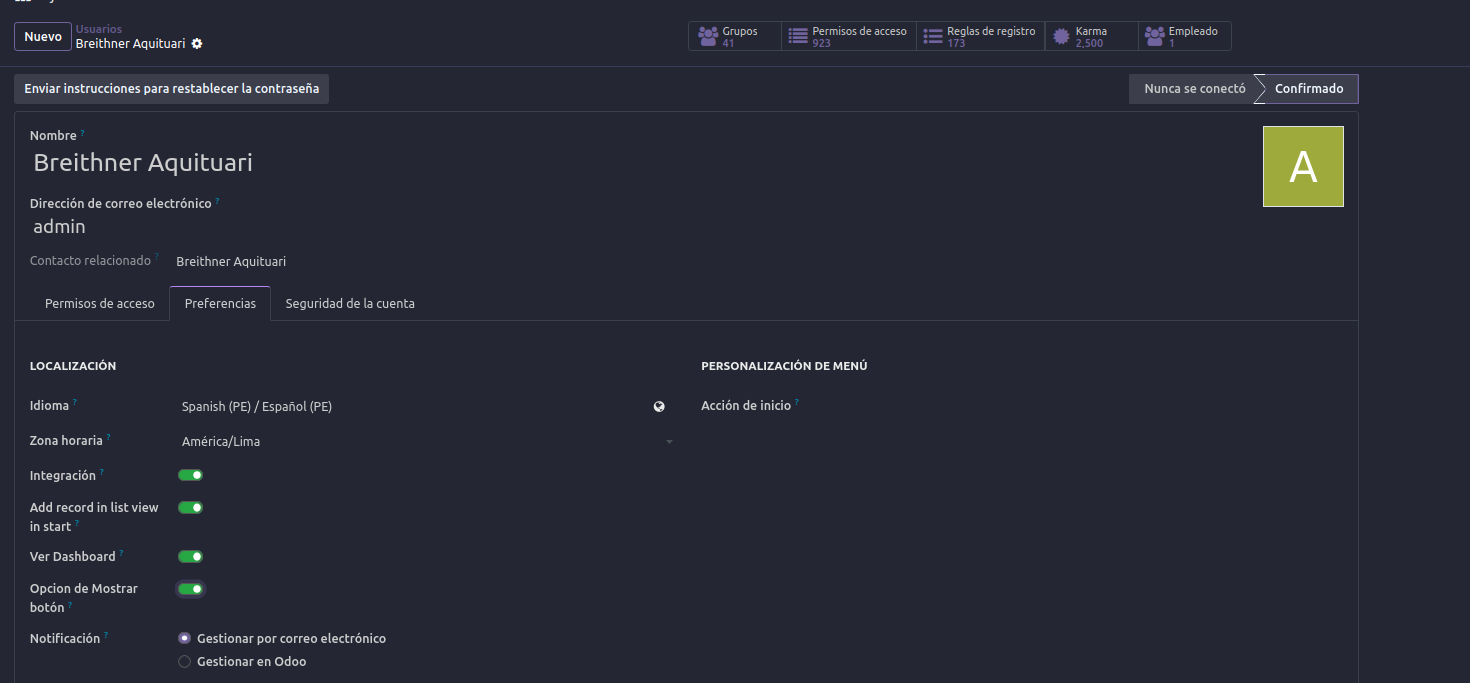 Nuevo
Usuarios
Breithner Aquituari
Grupos
41
Permisos de acceso
923
Reglas de registro
173
Karma
2,500
Empleado
1
Enviar instrucciones para restablecer la contraseña
Nunca se conectó
Confirmado
Nombre ?
Breithner Aquituari
A
Dirección de correo electrónico ?
admin
Contacto relacionado ? Breithner Aquituari
Permisos de acceso Preferencias Seguridad de la cuenta
LOCALIZACIÓN
Idioma ? Spanish (PE) / Español (PE)
Zona horaria ? América/Lima
Integración ?
Add record in list view
in start ?
Ver Dashboard ?
Opcion de Mostrar
botón ?
Notificación ? Gestionar por correo electrónico
Gestionar en Odoo
PERSONALIZACIÓN DE MENÚ
Acción de inicio ?